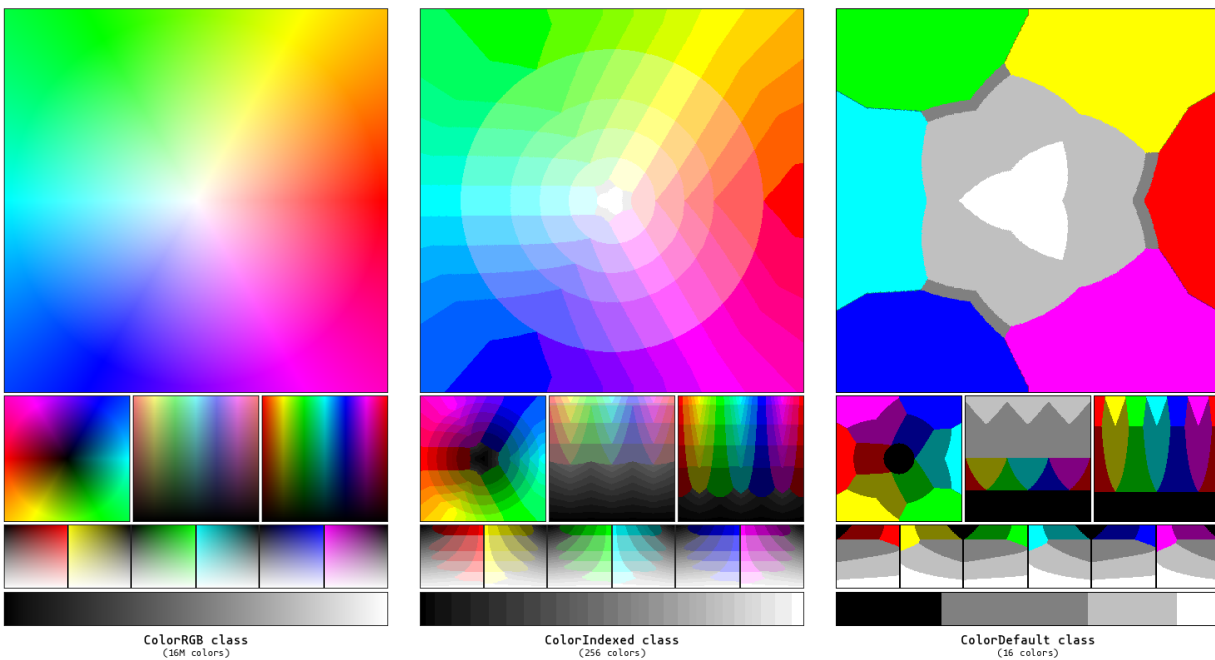 ColorRGB class
(16M colors)
ColorIndexed class
(256 colors)
ColorDefault class
(16 colors)